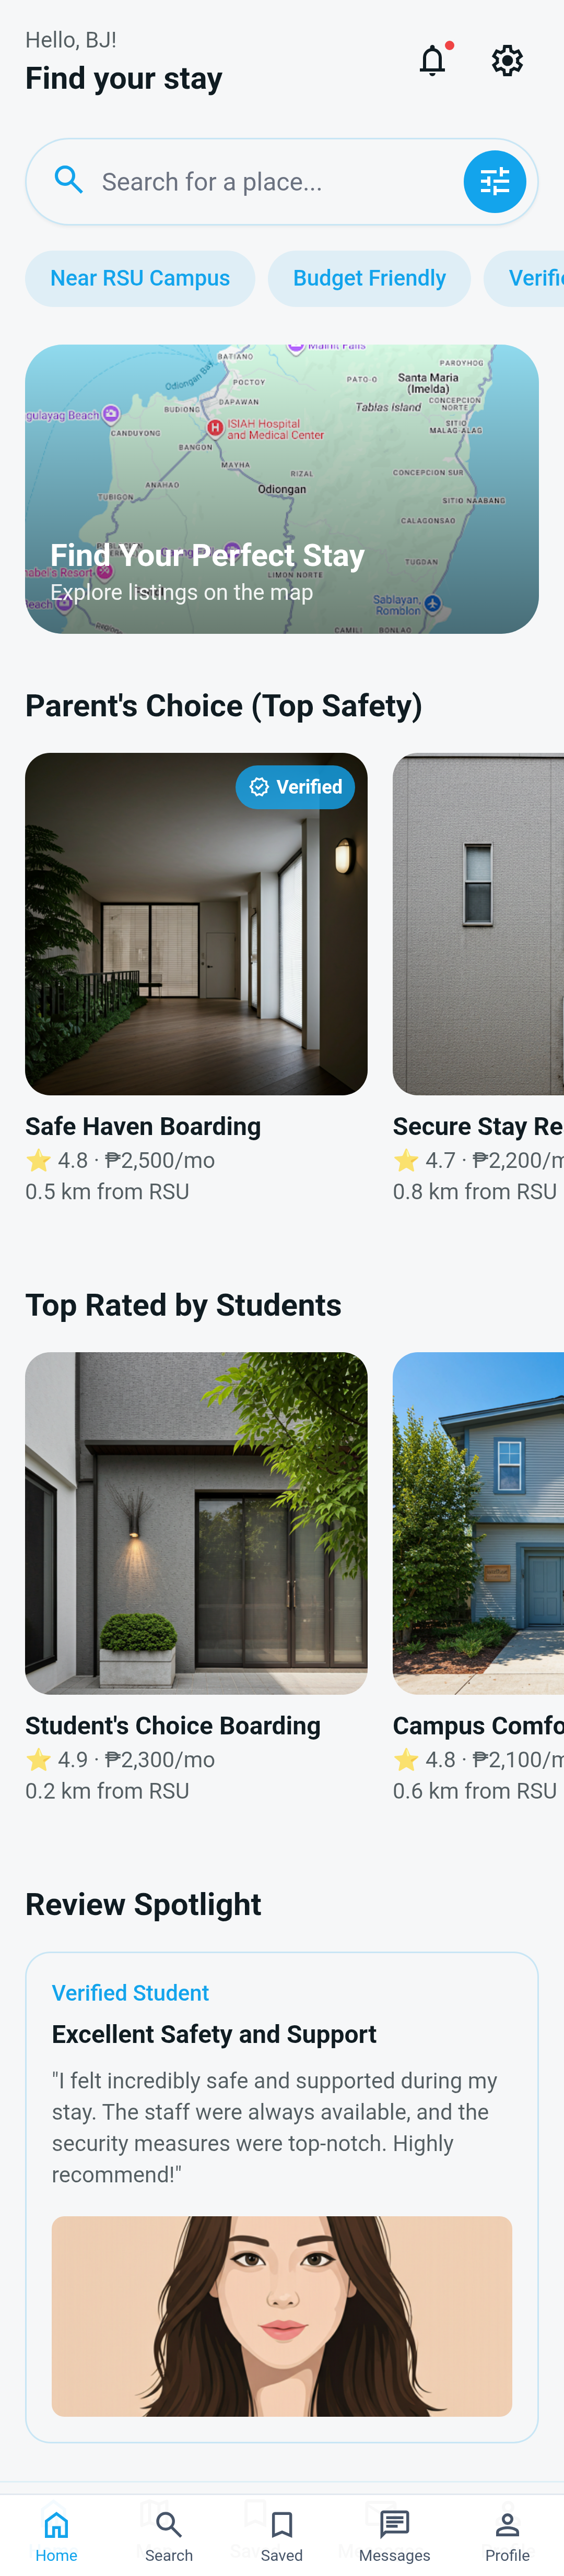 Hello, BJ!
Find your stay
Search for a place...
Near RSU Campus
Budget Friendly
BATIANO
Odiongan Bay
POCTOY
PATO-O
PAROYHOG
Santa Maria
(Imelda)
DAPAWAN
BUDIONG
Tablas Island
CONCEPCION
NORTE
gulayag Beach
ISIAH Hospital
and Medical Center
CANDUYONG
SITIO
MALAG-ALAG
BANGON
MAYHA
RIZAL
CONCEPCION SUR
ANAHAD
Odiongan
TUBIGON
SITIO NAABANG
CALAGONSAO
Find Your Perfect Stay
TUGDAN
LIMON NORTE
Explore listings on the map
Sablayan,
Romblon
CAMILI
BONLAG
Parent's Choice (Top Safety)
Verified
Safe Haven Boarding
⭐ 4.8 · ₱2,500/mo
0.5 km from RSU
Secure Stay Re
⭐ 4.7 · ₱2,200/m
0.8 km from RSU
Top Rated by Students
Student's Choice Boarding
⭐ 4.9 · ₱2,300/mo
0.2 km from RSU
Campus Comfo
⭐ 4.8 · ₱2,100/m
0.6 km from RSU
Review Spotlight
Verified Student
Excellent Safety and Support
"I felt incredibly safe and supported during my
stay. The staff were always available, and the
security measures were top-notch. Highly
recommend!"
Home
Search
Saved
Messages
Profile